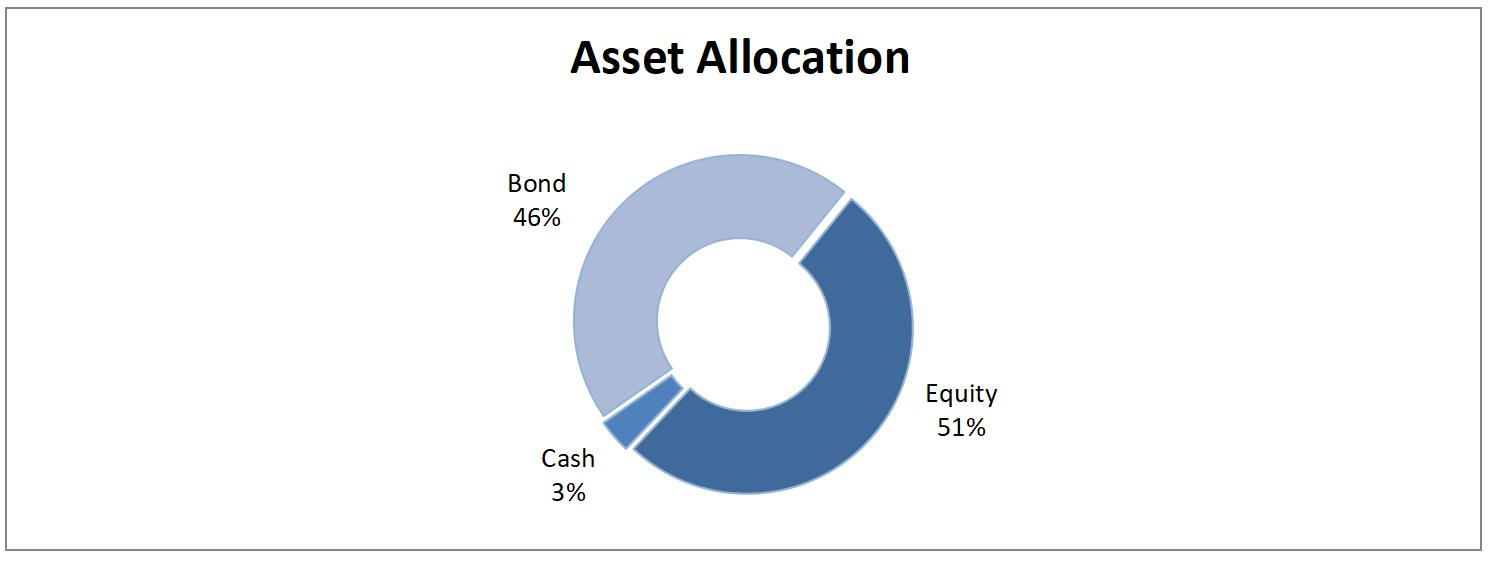 Asset Allocation
Bond
46%
Equity
51%
Cash
3%